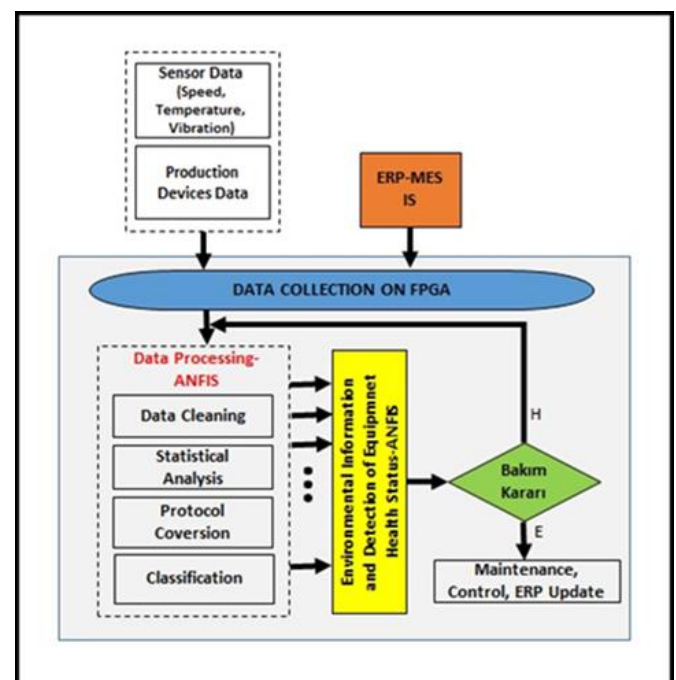 Sensor Data
(Speed,
Temperature,
Vibration)
Production
Devices Data
ERP-MES
IS
DATA COLLECTION ON FPGA
Data Processing-
ANFIS
Data Cleaning
Statistical
Analysis
Protocol
Coversion
Classification
Environmental Information
and Detection of Equipmnet
Health Status-ANFIS
H
Bakım
Kararı
E
Maintenance,
Control, ERP Update